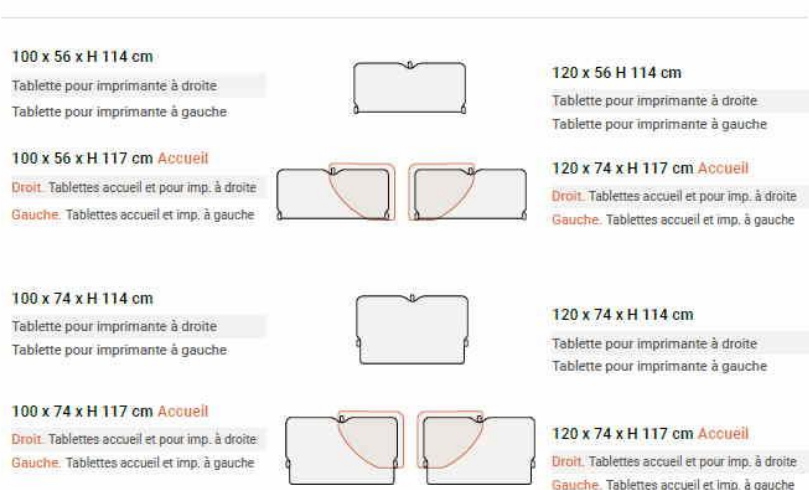 100 x 56 x H 114 cm
Tablette pour imprimante à droite
Tablette pour imprimante à gauche
100 x 56 x H 117 cm Accueil
Droit. Tablettes accueil et pour imp. à droite
Gauche. Tablettes accueil et imp. à gauche
100 x 74 x H 114 cm
Tablette pour imprimante à droite
Tablette pour imprimante à gauche
100 x 74 x H 117 cm Accueil
Droit. Tablettes accueil et pour imp. à droite
Gauche. Tablettes accueil et imp. à gauche
120 x 56 H 114 cm
Tablette pour imprimante à droite
Tablette pour imprimante à gauche
120 x 74 x H 117 cm Accueil
Droit. Tablettes accueil et pour imp. à droite
Gauche. Tablettes accueil et imp. à gauche
120 x 74 x H 114 cm
Tablette pour imprimante à droite
Tablette pour imprimante à gauche
120 x 74 x H 117 cm Accueil
Droit. Tablettes accueil et pour imp. à droite
Gauche. Tablettes accueil et imp. à gauche